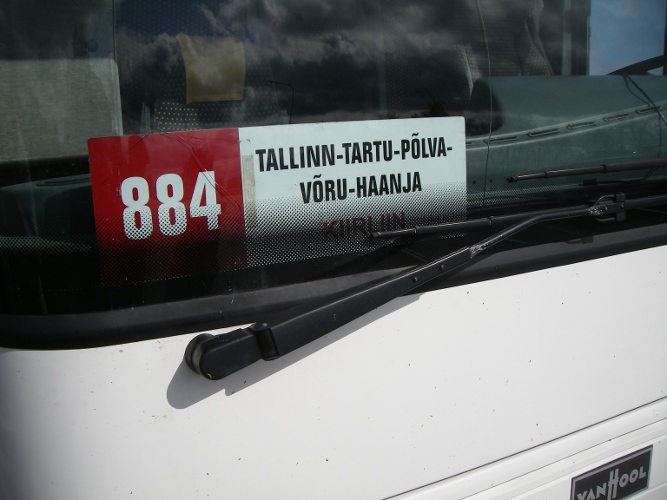 884
TALLINN-TARTU-PÕLVA-
VÕRU-HAANJA
KIIRLIIN
VANHOOL